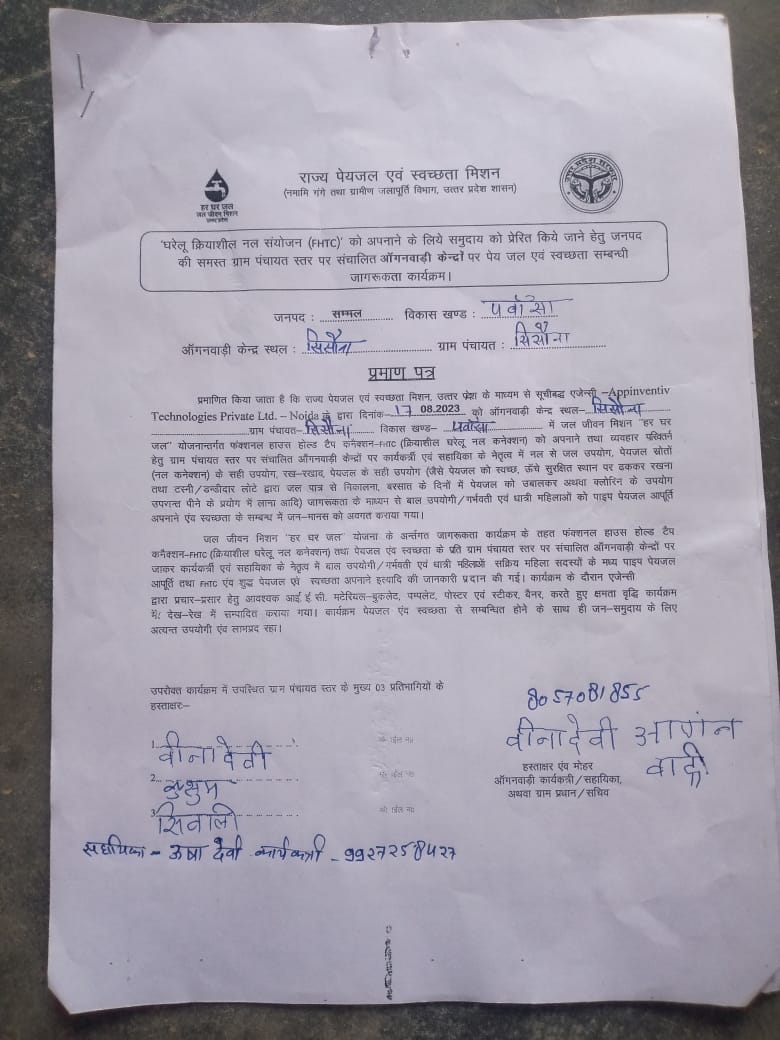 राज्य पेयजल एवं स्वच्छता मिशन
(नमामि गंगे तथा ग्रामीण जलापूर्ति विभाग, उत्तर प्रदेश शासन)
हर घर जल
जल जीवन मिशन
'घरेलू क्रियाशील नल संयोजन (FHTC)' को अपनाने के लिये समुदाय को प्रेरित किये जाने हेतु जनपद
की समस्त ग्राम पंचायत स्तर पर संचालित ऑगनवाड़ी केन्द्रों पर पेय जल एवं स्वच्छता सम्बन्धी
जागरूकता कार्यक्रम।
जनपद : सम्भल विकास खण्ड : पवांसा
ऑगनवाड़ी केन्द्र स्थल : सिसौना ग्राम पंचायत : सिसौना
प्रमाण पत्र
प्रमाणित किया जाता है कि राज्य पेयजल एवं स्वच्छता मिशन, उत्तर प्रदेश के माध्यम से सूचीबद्ध एजेन्सी –Appinventiv
Technologies Private Ltd. – Noida के द्वारा दिनांक- 17 08.2023 को ऑगनवाड़ी केन्द्र स्थल– सिसौना
ग्राम पंचायत– सिसौना विकास खण्ड– पवांसा में जल जीवन मिशन "हर घर
जल" योजनान्तर्गत फंक्शनल हाउस होल्ड टैप कनैक्शन–FHTC (क्रियाशील घरेलू नल कनेक्शन) को अपनाने तथा व्यवहार परिवर्तन
हेतु ग्राम पंचायत स्तर पर संचालित ऑगनवाड़ी केन्द्रों पर कार्यकर्त्री एवं सहायिका के नेतृत्व में नल से जल उपयोग, पेयजल स्रोतों
(नल कनेक्शन) के सही उपयोग, रख–रखाव, पेयजल के सही उपयोग (जैसे पेयजल को स्वच्छ, ऊँचे सुरक्षित स्थान पर ढककर रखना
तथा टस्नी/डन्डीदार लोटे द्वारा जल पात्र से निकालना, बरसात के दिनों में पेयजल को उबालकर अथवा क्लोरिन के उपयोग
उपरान्त पीने के प्रयोग में लाना आदि) जागरूकता के माध्यम से बाल उपयोगी/गर्भवती एवं धात्री महिलाओं को पाइप पेयजल आपूर्ति
अपनाने एंव स्वच्छता के सम्बन्ध में जन–मानस को अवगत कराया गया।
जल जीवन मिशन "हर घर जल" योजना के अर्न्तगत जागरूकता कार्यक्रम के तहत फंक्शनल हाउस होल्ड टैप
कनैक्शन–FHTC (क्रियाशील घरेलू नल कनेक्शन) तथा पेयजल एंव स्वच्छता के प्रति ग्राम पंचायत स्तर पर संचालित ऑगनवाड़ी केन्द्रों पर
जाकर कार्यकर्त्री एवं सहायिका के नेतृत्व में बाल उपयोगी/गर्भवती एवं धात्री महिलाओं सक्रिय महिला सदस्यों के मध्य पाइप पेयजल
आपूर्ति तथा FHTC एंव शुद्ध पेयजल एवे स्वच्छता अपनाने इत्यादि की जानकारी प्रदान की गई। कार्यक्रम के दौरान एजेन्सी
द्वारा प्रचार–प्रसार हेतु आवश्यक आई ई सी. मटेरियल–बुकलेट, पम्पलेट, पोस्टर एवं स्टीकर, बैनर, करते हुए क्षमता वृद्धि कार्यक्रम
में देख–रेख में सम्पादित कराया गया। कार्यक्रम पेयजल एंव स्वच्छता से सम्बन्धित होने के साथ ही जन–समुदाय के लिए
अत्यन्त उपयोगी एंव लाभप्रद रहा।
उपरोक्त कार्यक्रम में उपस्थित ग्राम पंचायत स्तर के मुख्य 03 प्रतिभागियों के
हस्ताक्षर–
8057081855
1. वीनादेवी
वीनादेवी आगंन वाड़ी
हस्ताक्षर एंव मोहर
2. कुशुम
ऑगनवाड़ी कार्यकत्री/सहायिका,
अथवा ग्राम प्रधान/सचिव
3. सिवाली
सहायिका - ऊषा देवी कार्यकत्री - 9927258427